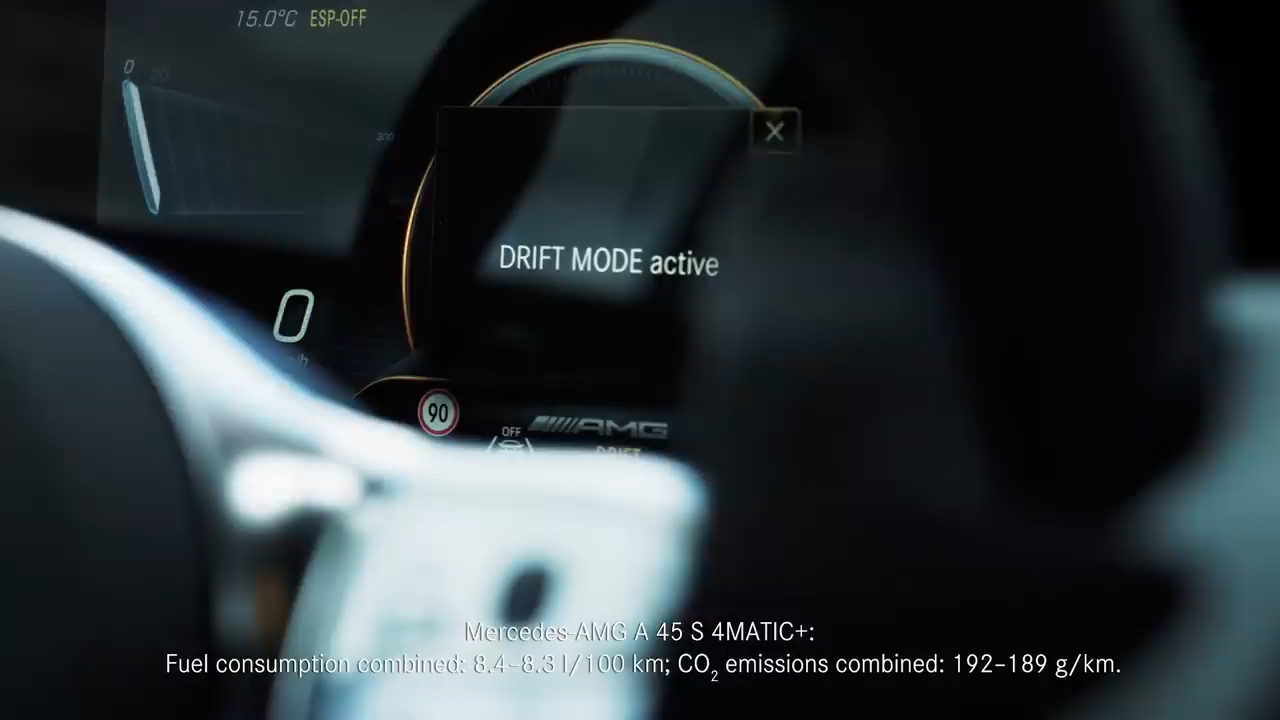 15.0°C ESP-OFF
0
300
DRIFT MODE active
0
90
OFF
AMG
DRIFT
Mercedes-AMG A 45 S 4MATIC+:
Fuel consumption combined: 8.4–8.3 l/100 km; CO2 emissions combined: 192–189 g/km.